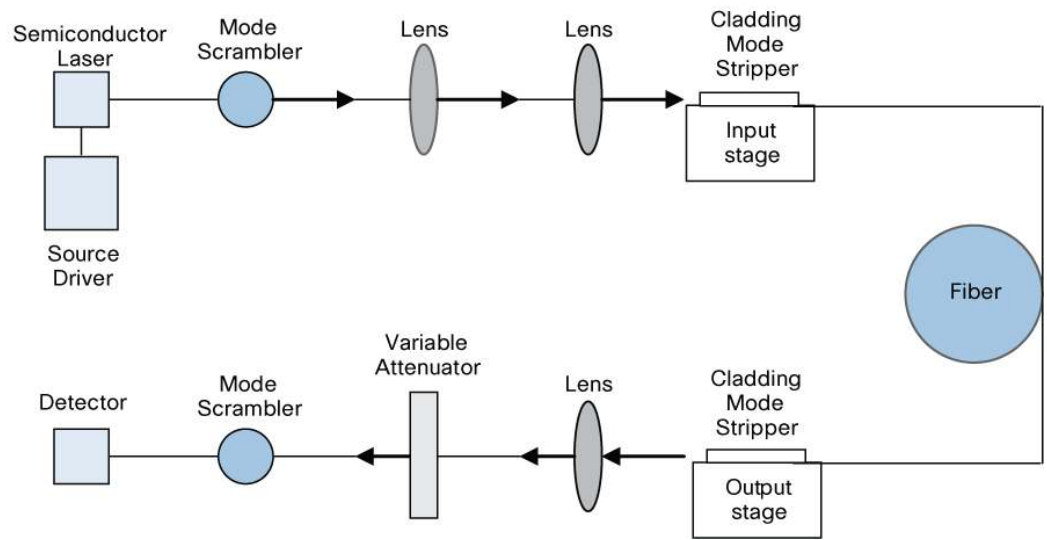 Semiconductor
Laser
Mode
Scrambler
Lens
Lens
Cladding
Mode
Stripper
Input
stage
Source
Driver
Fiber
Detector
Mode
Scrambler
Variable
Attenuator
Lens
Cladding
Mode
Stripper
Output
stage